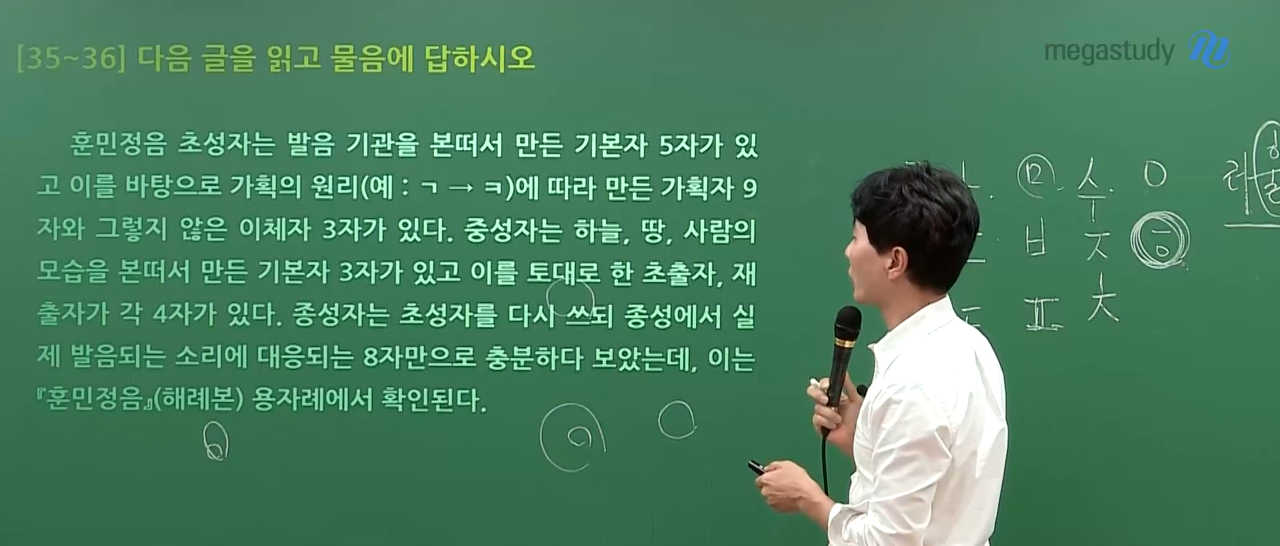 [35~36] 다음 글을 읽고 물음에 답하시오
megastudy
훈민정음 초성자는 발음 기관을 본떠서 만든 기본자 5자가 있
고 이를 바탕으로 가획의 원리(예 : ㄱ → ㅋ)에 따라 만든 가획자 9
자와 그렇지 않은 이체자 3자가 있다. 중성자는 하늘, 땅, 사람의
모습을 본떠서 만든 기본자 3자가 있고 이를 토대로 한 초출자, 재
출자가 각 4자가 있다. 종성자는 초성자를 다시 쓰되 종성에서 실
제 발음되는 소리에 대응되는 8자만으로 충분하다 보았는데, 이는
『훈민정음』(해례본) 용자례에서 확인된다.
ㅁ ㅅ ㅇ
ㅂ ㅈ ㆆ
ㅍ ㅊ